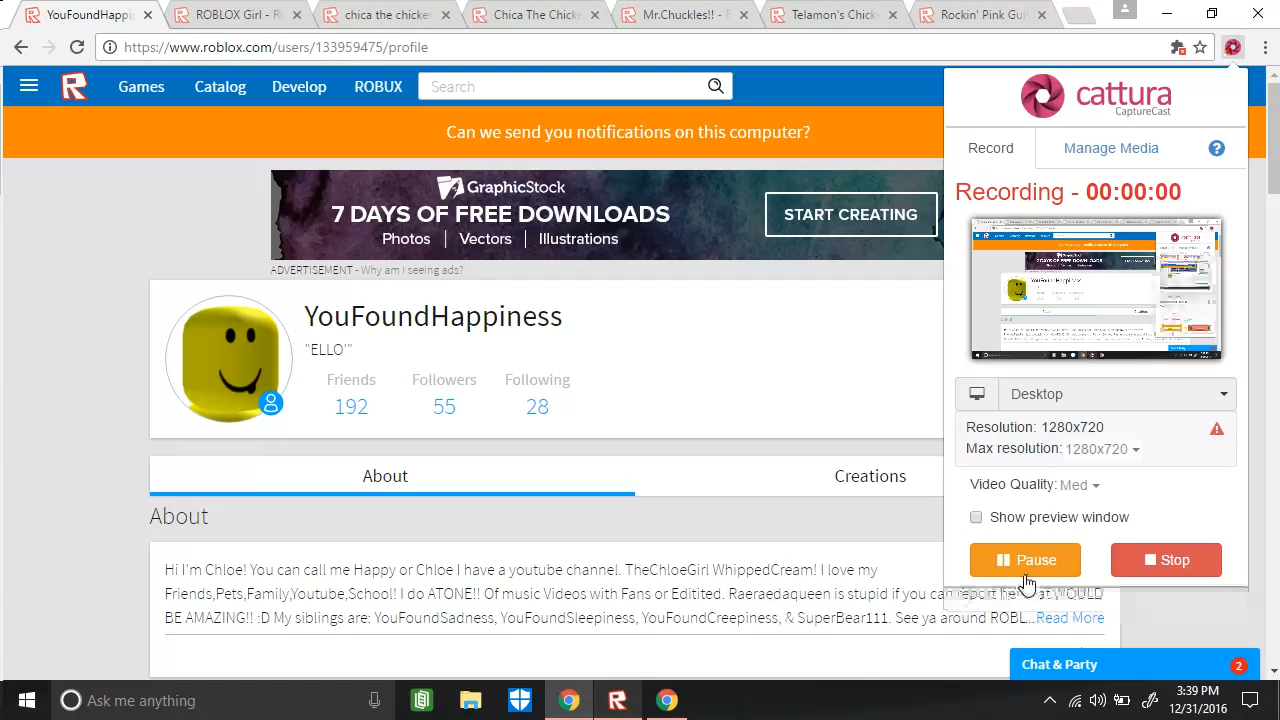 YouFoundHappin
ROBLOX Girl - R
chica the chicke
Chica The Chick
Mr.Chuckles!! -
Telamon's Chick
Rockin' Pink Gui
https://www.roblox.com/users/133959475/profile
Games
Catalog
Develop
ROBUX
Search
Can we send you notifications on this computer?
GraphicStock
7 DAYS OF FREE DOWNLOADS
Photos | Vectors | Illustrations
START CREATING
ADVERTISEMENT - Why am I seeing ads?
YouFoundHappiness
"ELLO'"
Friends
Followers
Following
192
55
28
About
Creations
About
Hi I'm Chloe! You can call me Happy or Chloe I have a youtube channel. TheChloeGirl WhippedCream! I love my
Friends,Pets,Family,Youtube,School! I do ATONE!! Of music Videos with Fans or Editited. Raeraedaqueen is stupid if you can report her
BE AMAZING!! :D My siblings are: YouFoundSadness, YouFoundSleepiness, YouFoundCreepiness, & SuperBear111. See ya around ROBL...Read More
cattura
CaptureCast
Record
Manage Media
?
Recording - 00:00:00
Desktop
Resolution: 1280x720
Max resolution: 1280x720
Video Quality: Med
Show preview window
Pause
Stop
Chat & Party
2
Ask me anything
3:39 PM
12/31/2016